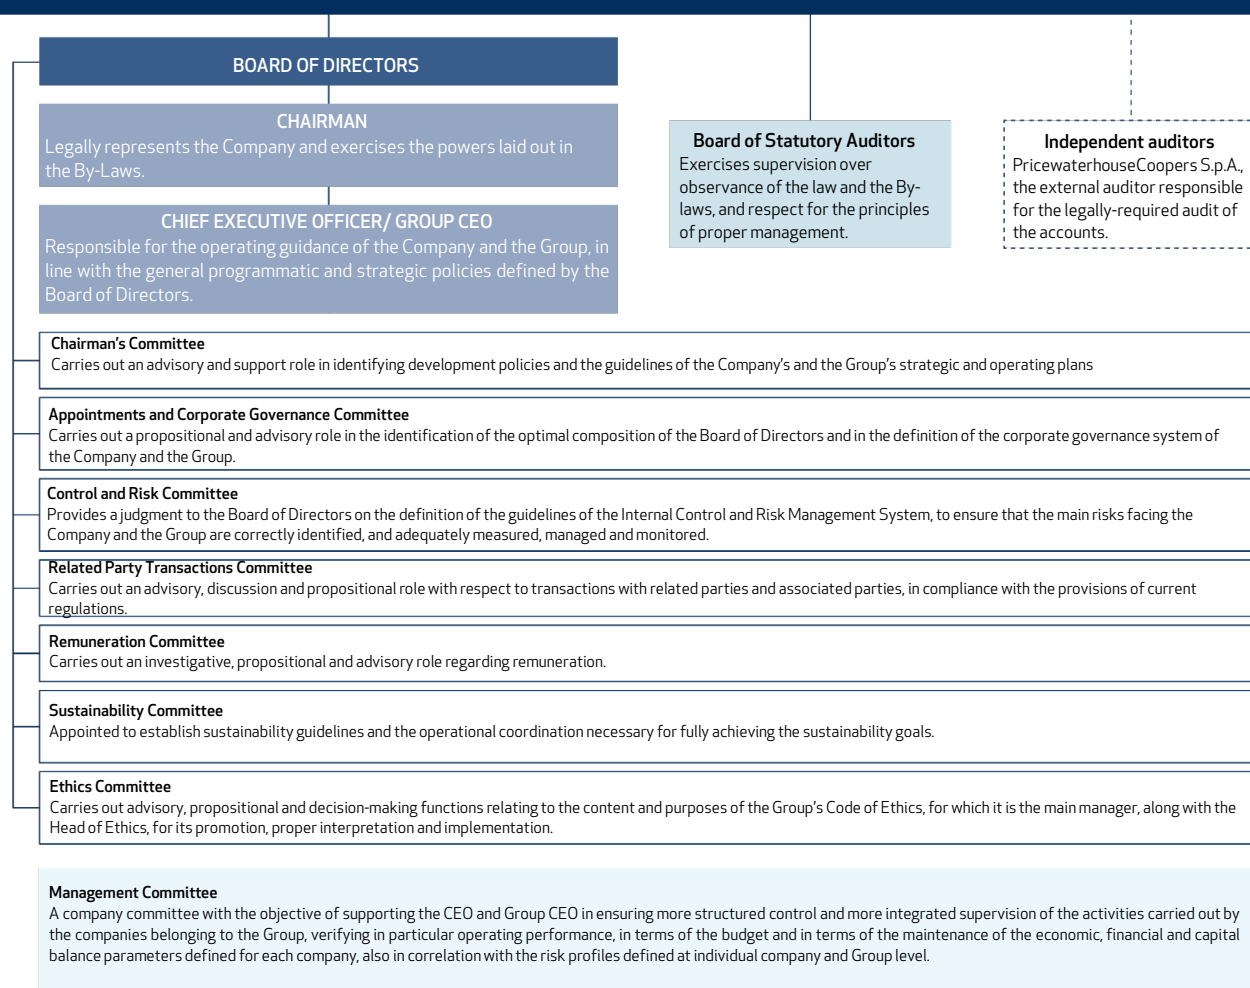 BOARD OF DIRECTORS
CHAIRMAN
Legally represents the Company and exercises the powers laid out in
the By-Laws.
CHIEF EXECUTIVE OFFICER/ GROUP CEO
Responsible for the operating guidance of the Company and the Group, in
line with the general programmatic and strategic policies defined by the
Board of Directors.
Board of Statutory Auditors
Exercises supervision over
observance of the law and the By-
laws, and respect for the principles
of proper management.
Independent auditors
PricewaterhouseCoopers S.p.A.,
the external auditor responsible
for the legally-required audit of
the accounts.
Chairman's Committee
Carries out an advisory and support role in identifying development policies and the guidelines of the Company's and the Group's strategic and operating plans
Appointments and Corporate Governance Committee
Carries out a propositional and advisory role in the identification of the optimal composition of the Board of Directors and in the definition of the corporate governance system of
the Company and the Group.
Control and Risk Committee
Provides a judgment to the Board of Directors on the definition of the guidelines of the Internal Control and Risk Management System, to ensure that the main risks facing the
Company and the Group are correctly identified, and adequately measured, managed and monitored.
Related Party Transactions Committee
Carries out an advisory, discussion and propositional role with respect to transactions with related parties and associated parties, in compliance with the provisions of current
regulations.
Remuneration Committee
Carries out an investigative, propositional and advisory role regarding remuneration.
Sustainability Committee
Appointed to establish sustainability guidelines and the operational coordination necessary for fully achieving the sustainability goals.
Ethics Committee
Carries out advisory, propositional and decision-making functions relating to the content and purposes of the Group's Code of Ethics, for which it is the main manager, along with the
Head of Ethics, for its promotion, proper interpretation and implementation.
Management Committee
A company committee with the objective of supporting the CEO and Group CEO in ensuring more structured control and more integrated supervision of the activities carried out by
the companies belonging to the Group, verifying in particular operating performance, in terms of the budget and in terms of the maintenance of the economic, financial and capital
balance parameters defined for each company, also in correlation with the risk profiles defined at individual company and Group level.